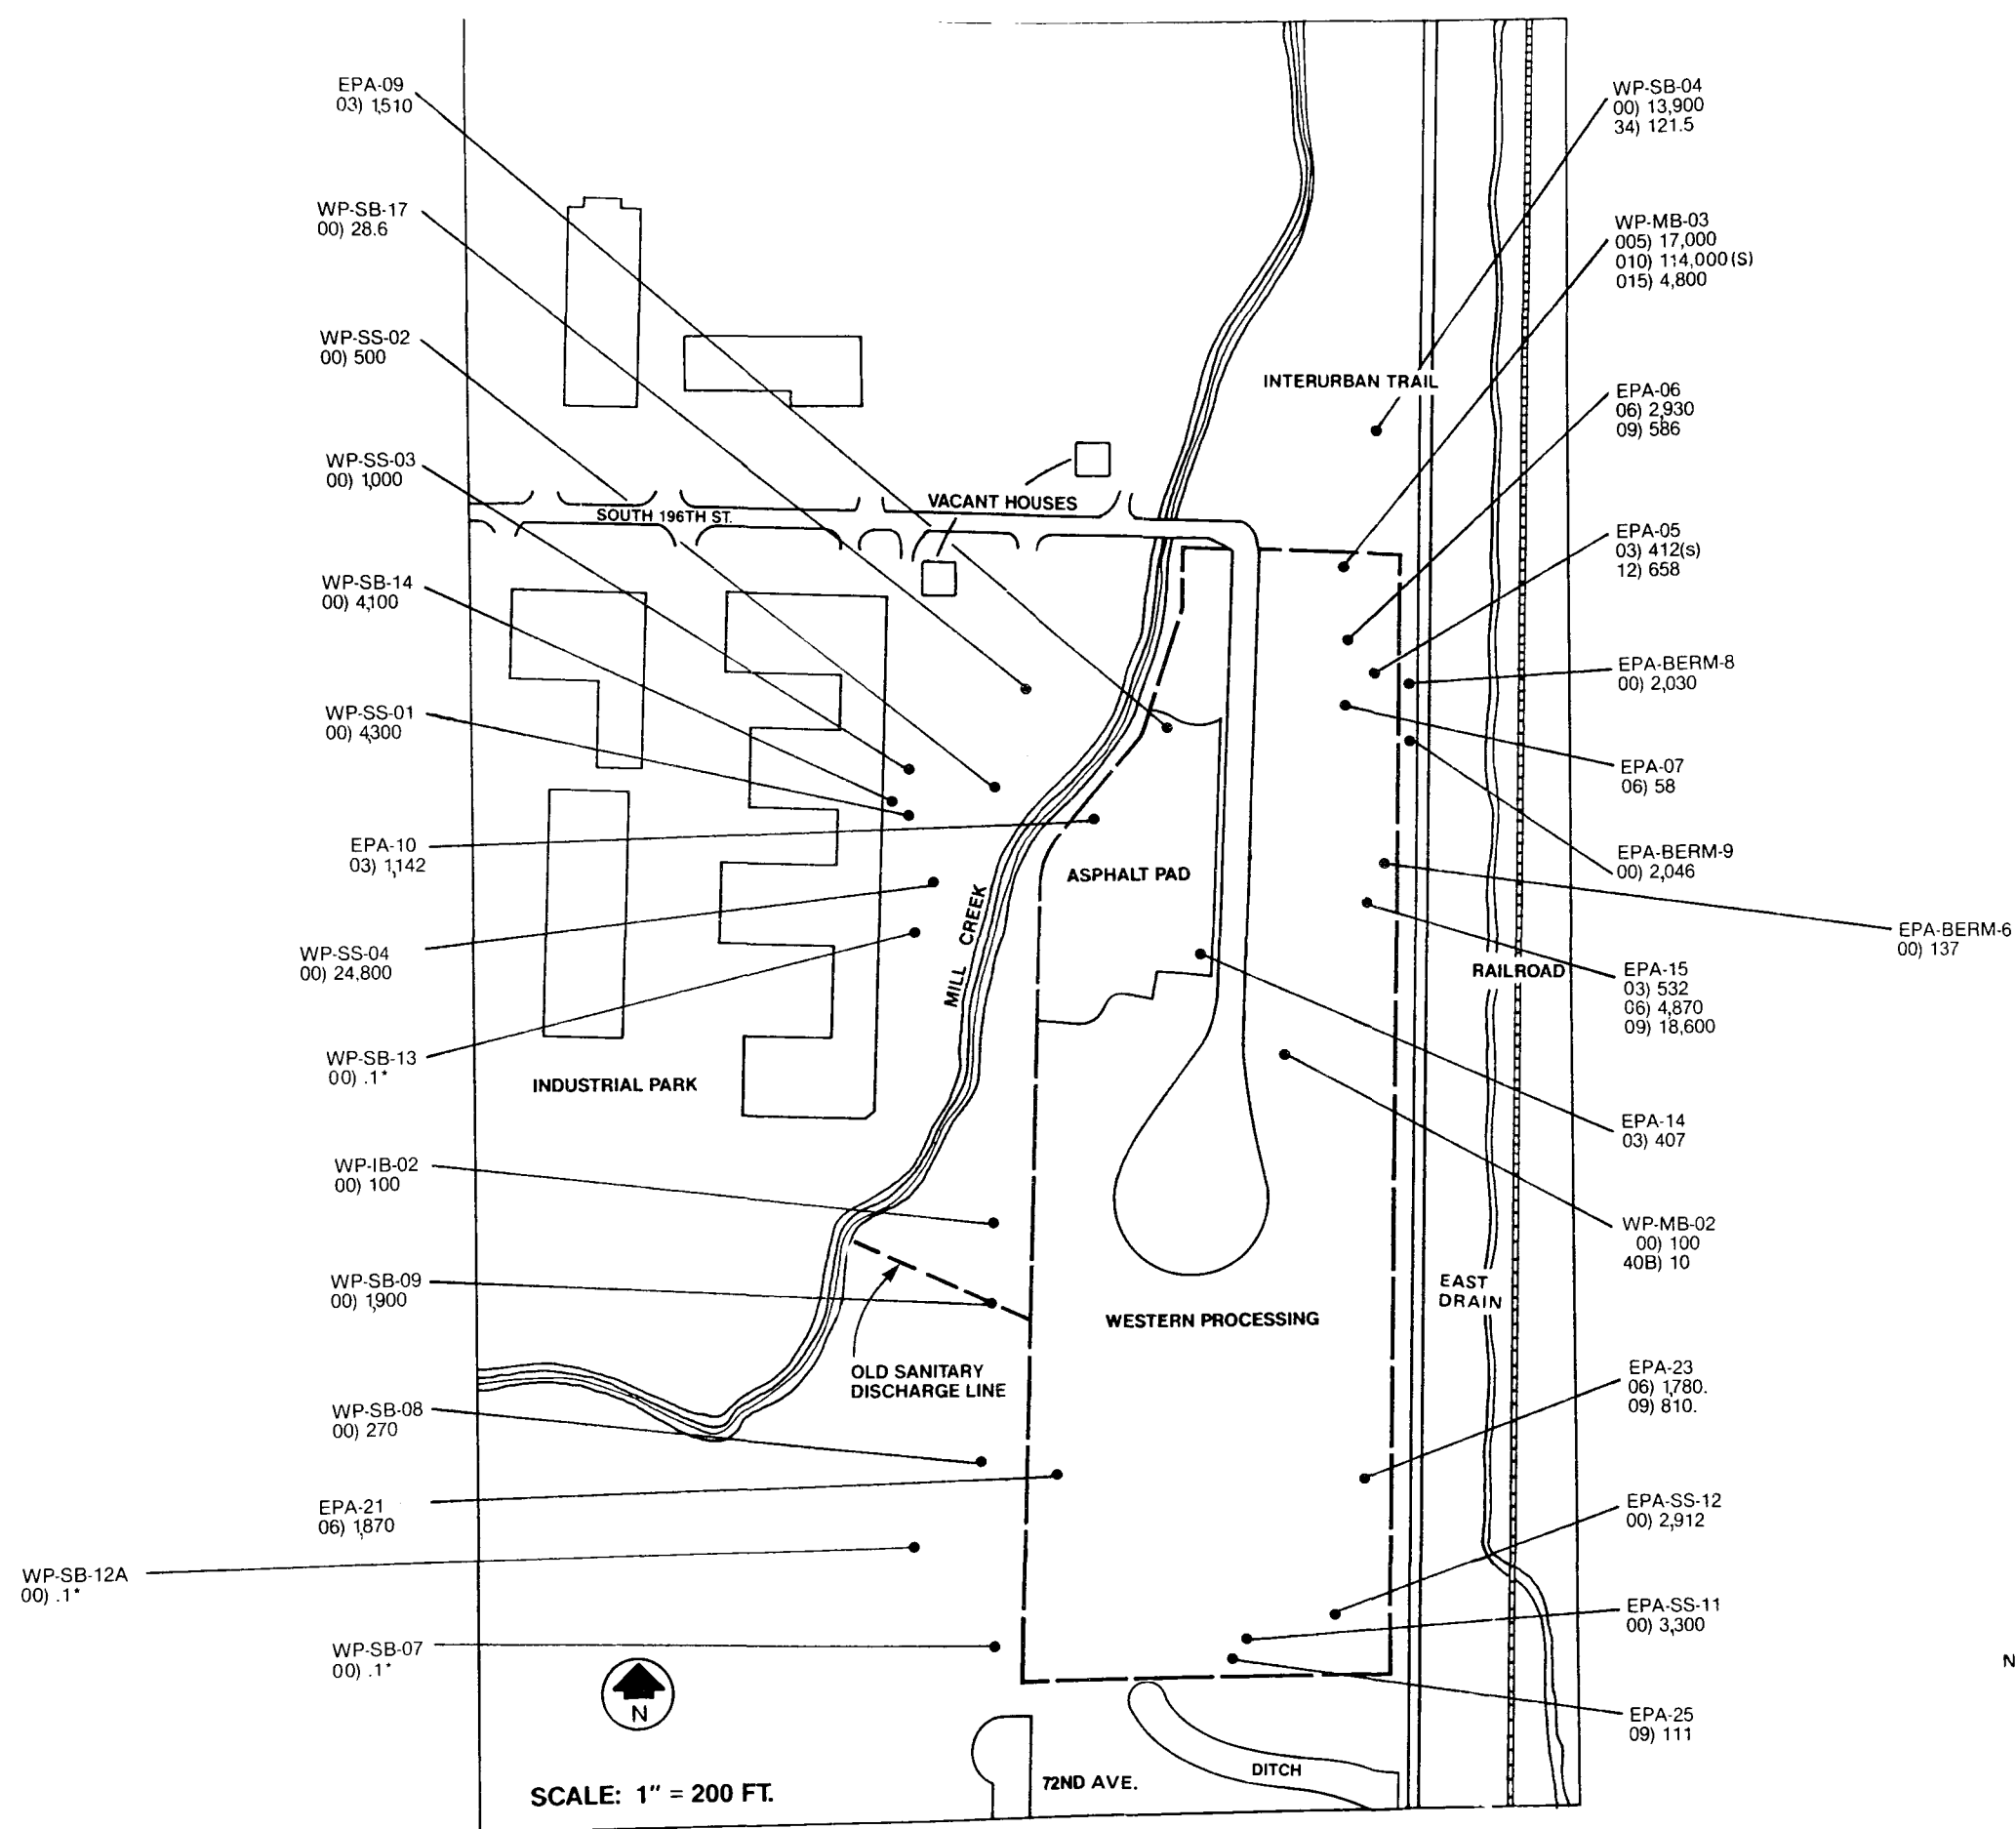 EPA-09
03) 1,510
WP-SB-17
00) 28.6
WP-SS-02
00) 500
WP-SS-03
00) 1,000
WP-SB-14
00) 4,100
WP-SS-01
00) 4,300
EPA-10
03) 1,142
WP-SS-04
00) 24,800
WP-SB-13
00) .1*
WP-IB-02
00) 100
WP-SB-09
00) 1,900
WP-SB-08
00) 270
EPA-21
06) 1,870
WP-SB-12A
00) .1*
WP-SB-07
00) .1*
INTERURBAN TRAIL
VACANT HOUSES
SOUTH 196TH ST.
MILL CREEK
ASPHALT PAD
INDUSTRIAL PARK
RAILROAD
EAST
DRAIN
WESTERN PROCESSING
OLD SANITARY
DISCHARGE LINE
N
SCALE: 1" = 200 FT.
72ND AVE.
DITCH
WP-SB-04
00) 13,900
34) 121.5
WP-MB-03
005) 17,000
010) 114,000 (S)
015) 4,800
EPA-06
06) 2,930
09) 586
EPA-05
03) 412(s)
12) 658
EPA-BERM-8
00) 2,030
EPA-07
06) 58
EPA-BERM-9
00) 2,046
EPA-BERM-6
00) 137
EPA-15
03) 532
06) 4,870
09) 18,600
EPA-14
03) 407
WP-MB-02
00) 100
40B) 10
EPA-23
06) 1,780.
09) 810.
EPA-SS-12
00) 2,912
EPA-SS-11
00) 3,300
EPA-25
09) 111
N